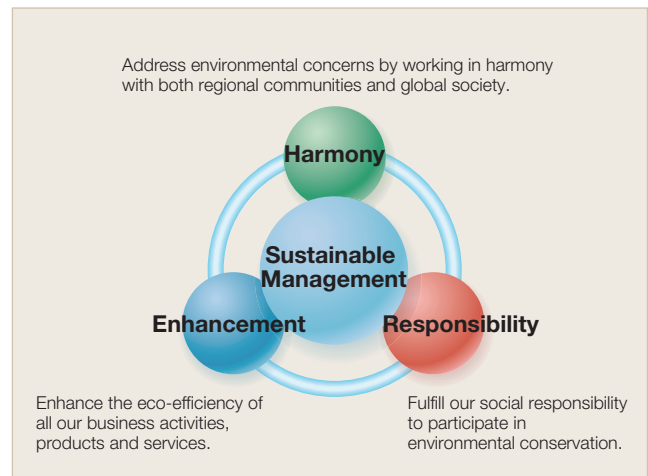 Address environmental concerns by working in harmony
with both regional communities and global society.
Harmony
Sustainable
Management
Enhancement
Responsibility
Enhance the eco-efficiency of
all our business activities,
products and services.
Fulfill our social responsibility
to participate in
environmental conservation.